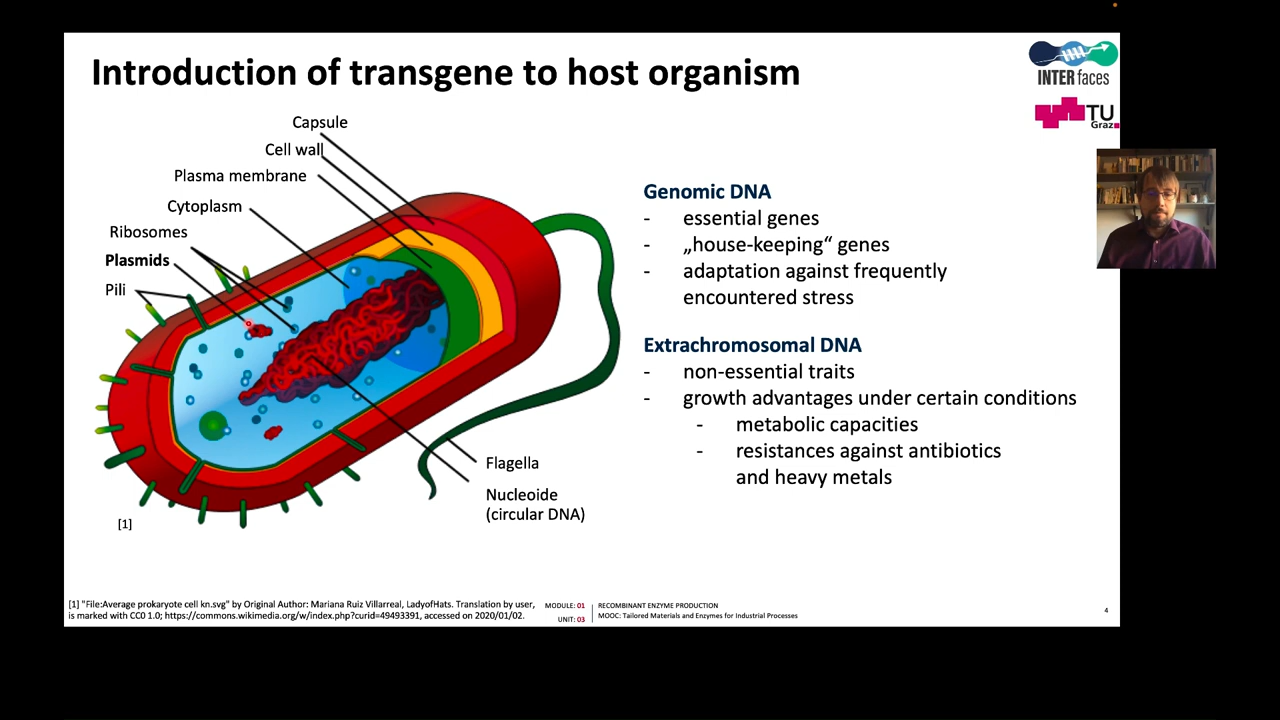 Introduction of transgene to host organism
INTERfaces
TU
Graz
Capsule
Cell wall
Plasma membrane
Cytoplasm
Ribosomes
Plasmids
Pili
Flagella
Nucleoide
(circular DNA)
[1]
Genomic DNA
- essential genes
- „house-keeping“ genes
- adaptation against frequently
encountered stress
Extrachromosomal DNA
- non-essential traits
- growth advantages under certain conditions
- metabolic capacities
- resistances against antibiotics
and heavy metals
[1] "File:Average prokaryote cell kn.svg" by Original Author: Mariana Ruiz Villarreal, LadyofHats. Translation by user,
is marked with CC0 1.0; https://commons.wikimedia.org/w/index.php?curid=49493391, accessed on 2020/01/02.
MODULE: 01
UNIT: 03
RECOMBINANT ENZYME PRODUCTION
MOOC: Tailored Materials and Enzymes for Industrial Processes
4